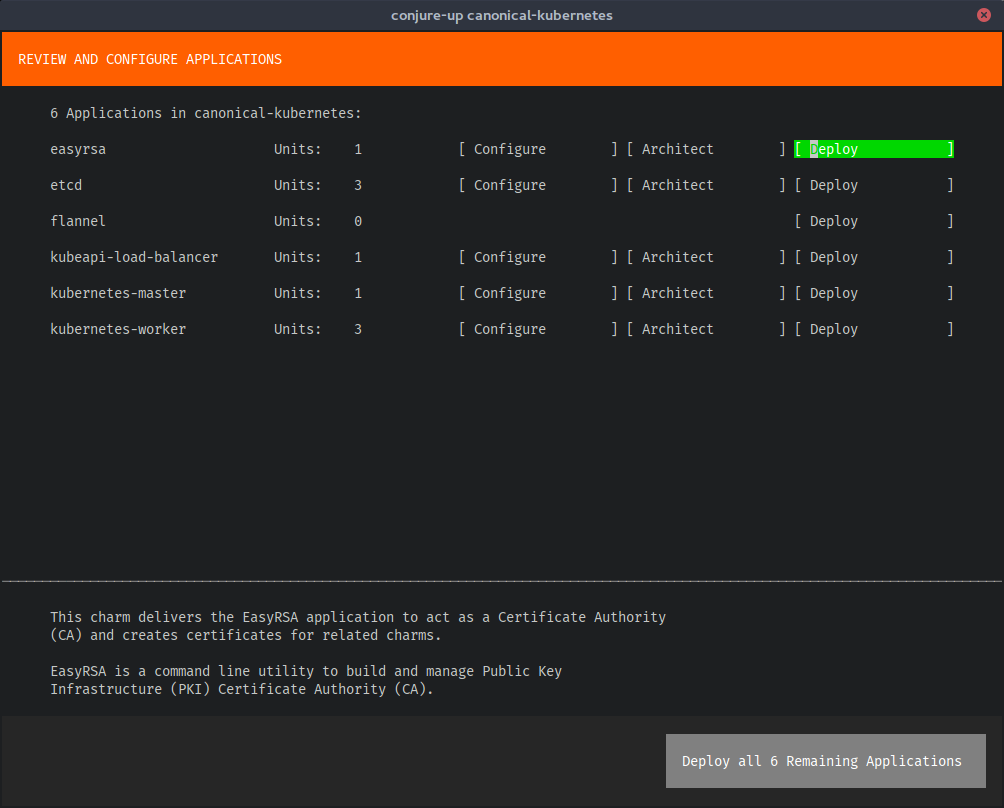 conjure-up canonical-kubernetes
REVIEW AND CONFIGURE APPLICATIONS
6 Applications in canonical-kubernetes:
easyrsa Units: 1 [ Configure ] [ Architect ] [ Deploy ]
etcd Units: 3 [ Configure ] [ Architect ] [ Deploy ]
flannel Units: 0 [ Deploy ]
kubeapi-load-balancer Units: 1 [ Configure ] [ Architect ] [ Deploy ]
kubernetes-master Units: 1 [ Configure ] [ Architect ] [ Deploy ]
kubernetes-worker Units: 3 [ Configure ] [ Architect ] [ Deploy ]
This charm delivers the EasyRSA application to act as a Certificate Authority
(CA) and creates certificates for related charms.
EasyRSA is a command line utility to build and manage Public Key
Infrastructure (PKI) Certificate Authority (CA).
Deploy all 6 Remaining Applications